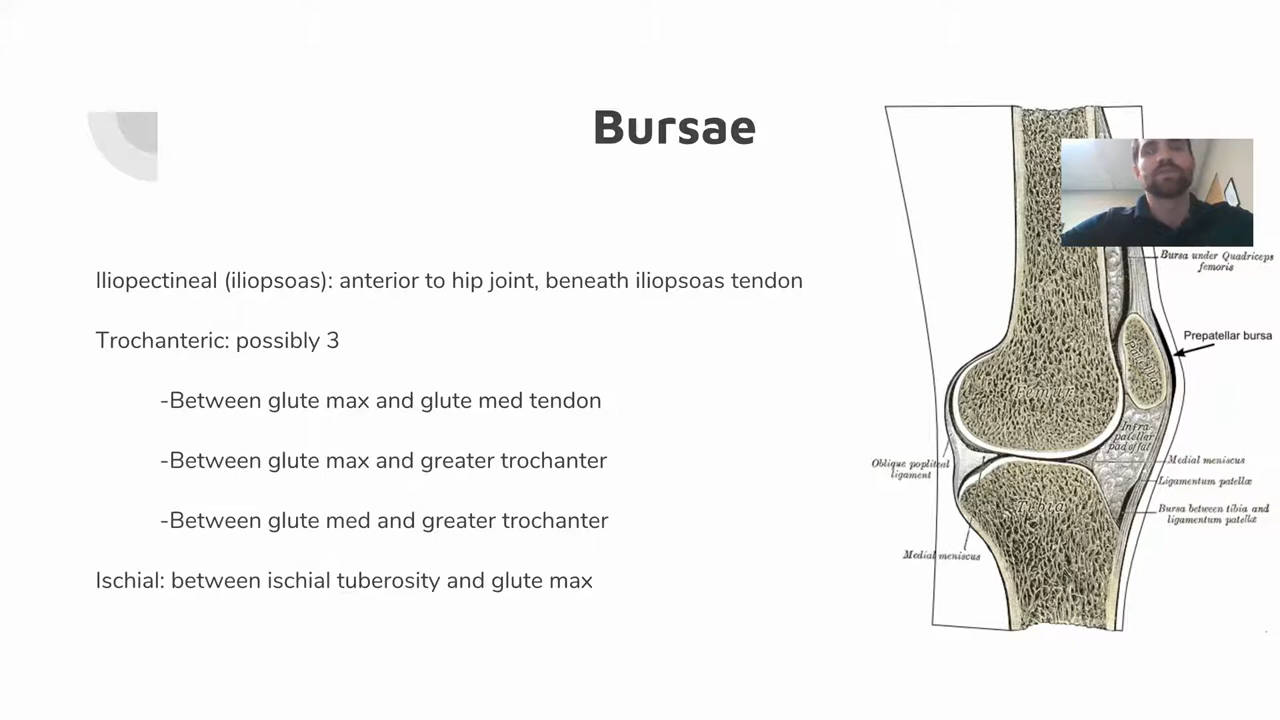 Bursae
Iliopectineal (iliopsoas): anterior to hip joint, beneath iliopsoas tendon
Trochanteric: possibly 3
-Between glute max and glute med tendon
-Between glute max and greater trochanter
-Between glute med and greater trochanter
Ischial: between ischial tuberosity and glute max
Bursa under Quadriceps
femoris
Prepatellar bursa
Patella
Femur
Infra
patellar
pad of fat
Oblique popliteal
ligament
Medial meniscus
Ligamentum patellæ
Tibia
Bursa between tibia and
ligamentum patellæ
Medial meniscus